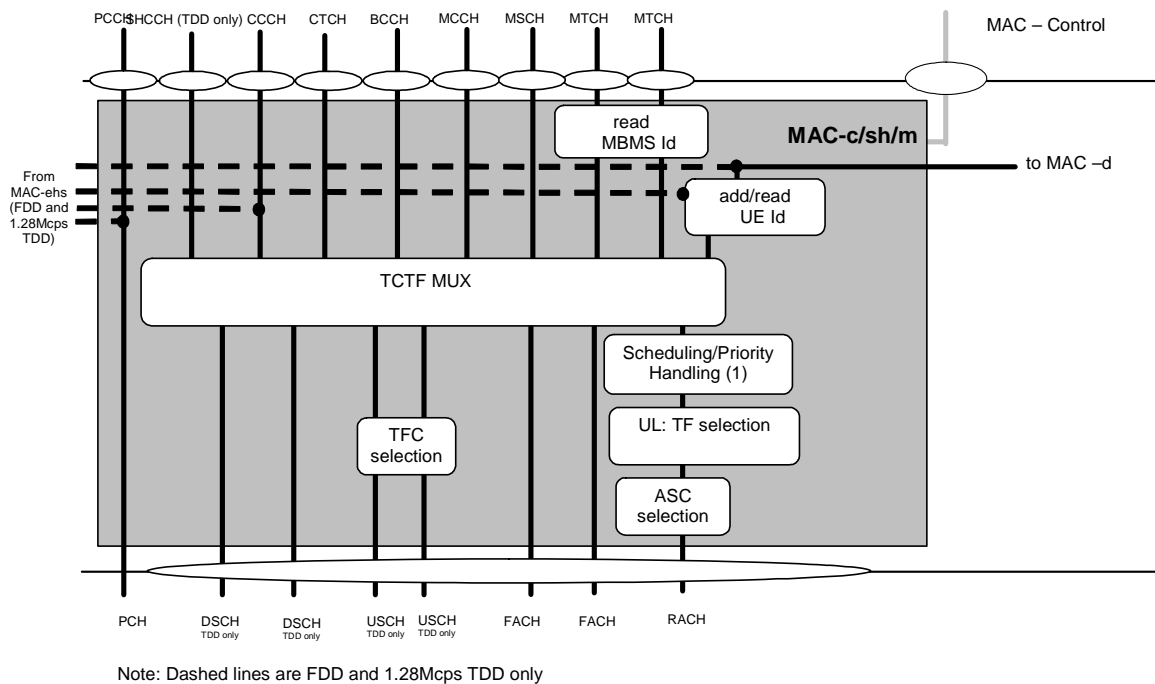 PCCH SHCCH (TDD only) CCCH CTCH BCCH MCCH MSCH MTCH MTCH
MAC – Control
read
MBMS Id
MAC-c/sh/m
to MAC –d
From
MAC-ehs
(FDD and
1.28Mcps
TDD)
add/read
UE Id
TCTF MUX
Scheduling/Priority
Handling (1)
UL: TF selection
TFC
selection
ASC
selection
PCH
DSCH
TDD only
DSCH
TDD only
USCH
TDD only
USCH
TDD only
FACH
FACH
RACH
Note: Dashed lines are FDD and 1.28Mcps TDD only